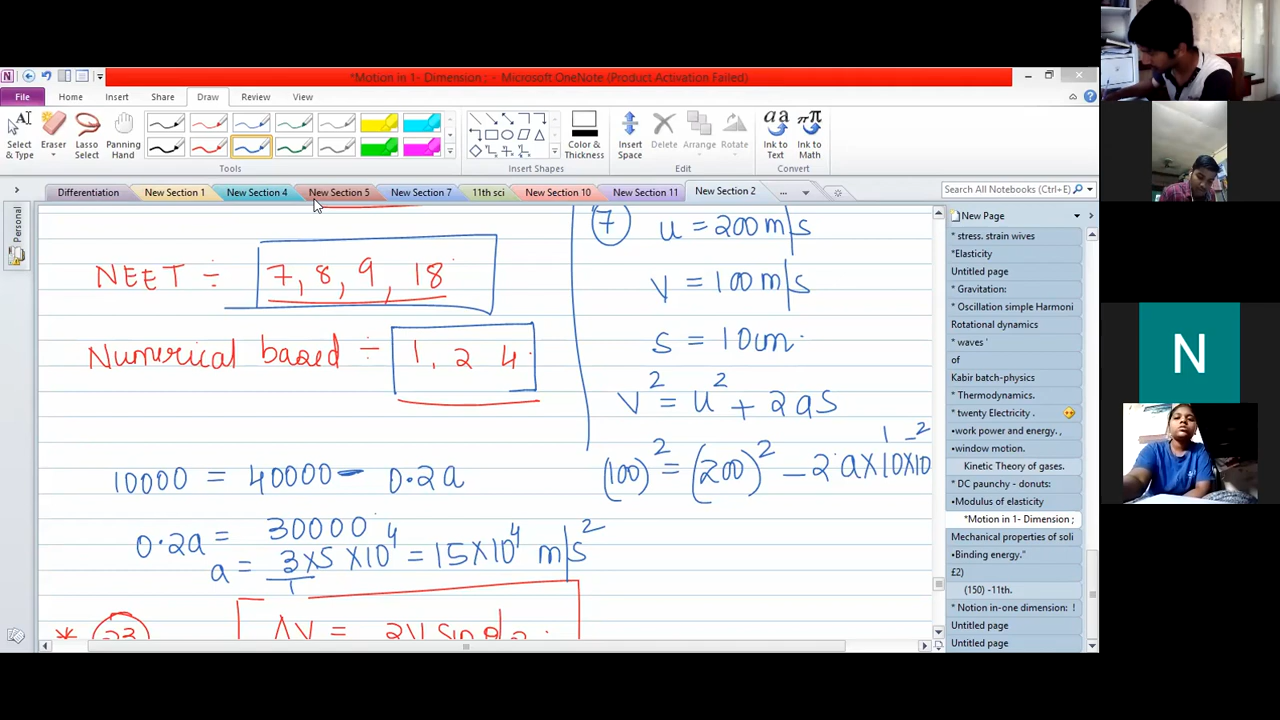 *Motion in 1- Dimension ; - Microsoft OneNote (Product Activation Failed)
File Home Insert Share Draw Review View
Select & Type
Eraser
Lasso Select
Panning Hand
Color & Thickness
Insert Space
Delete
Arrange
Rotate
Ink to Text
Ink to Math
Tools
Insert Shapes
Edit
Convert
Differentiation New Section 1 New Section 4 New Section 5 New Section 7 11th sci New Section 10 New Section 11 New Section 2 ...
Search All Notebooks (Ctrl+E)
Personal
NEET ÷ 7, 8, 9, 18
Numerical based ÷ 1, 2 4
10000 = 40000 - 0.2a
0.2a = 30000
a = 3×5×10⁴ = 15×10⁴ m/s²
1
* 23
ΔV = 2V sin θ/2
7 u = 200 m/s
v = 100 m/s
s = 10cm
V² = u² + 2as
(100)² = (200)² - 2a×10×10⁻²
New Page
* stress. strain wives
*Elasticity
Untitled page
* Gravitation:
* Oscillation simple Harmoni
Rotational dynamics
* waves '
of
Kabir batch-physics
* Thermodynamics.
* twenty Electricity .
•work power and energy. ,
•window motion.
Kinetic Theory of gases.
* DC paunchy - donuts:
•Modulus of elasticity
*Motion in 1- Dimension ;
Mechanical properties of soli
•Binding energy."
£2)
(150) -11th.
* Notion in-one dimension: !
Untitled page
Untitled page
N